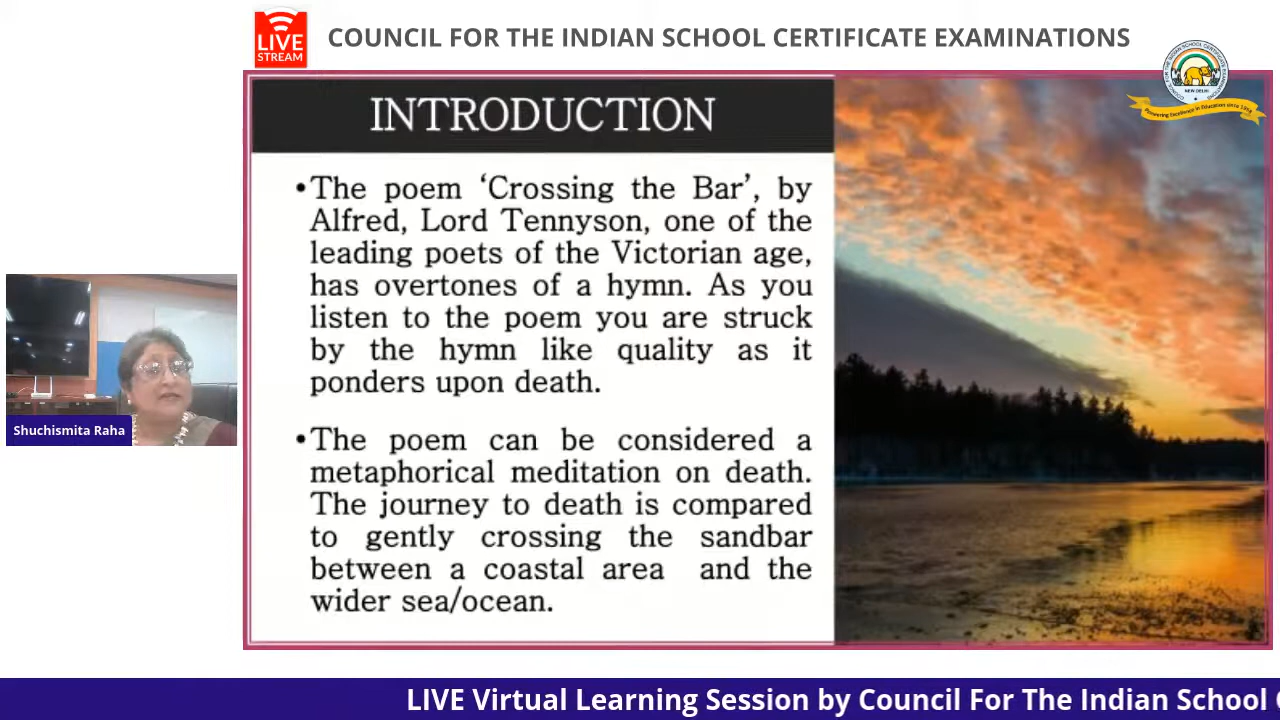 LIVE
STREAM
COUNCIL FOR THE INDIAN SCHOOL CERTIFICATE EXAMINATIONS
NEW DELHI
INTRODUCTION
•The poem ‘Crossing the Bar’, by
Alfred, Lord Tennyson, one of the
leading poets of the Victorian age,
has overtones of a hymn. As you
listen to the poem you are struck
by the hymn like quality as it
ponders upon death.
•The poem can be considered a
metaphorical meditation on death.
The journey to death is compared
to gently crossing the sandbar
between a coastal area and the
wider sea/ocean.
Shuchismita Raha
LIVE Virtual Learning Session by Council For The Indian School